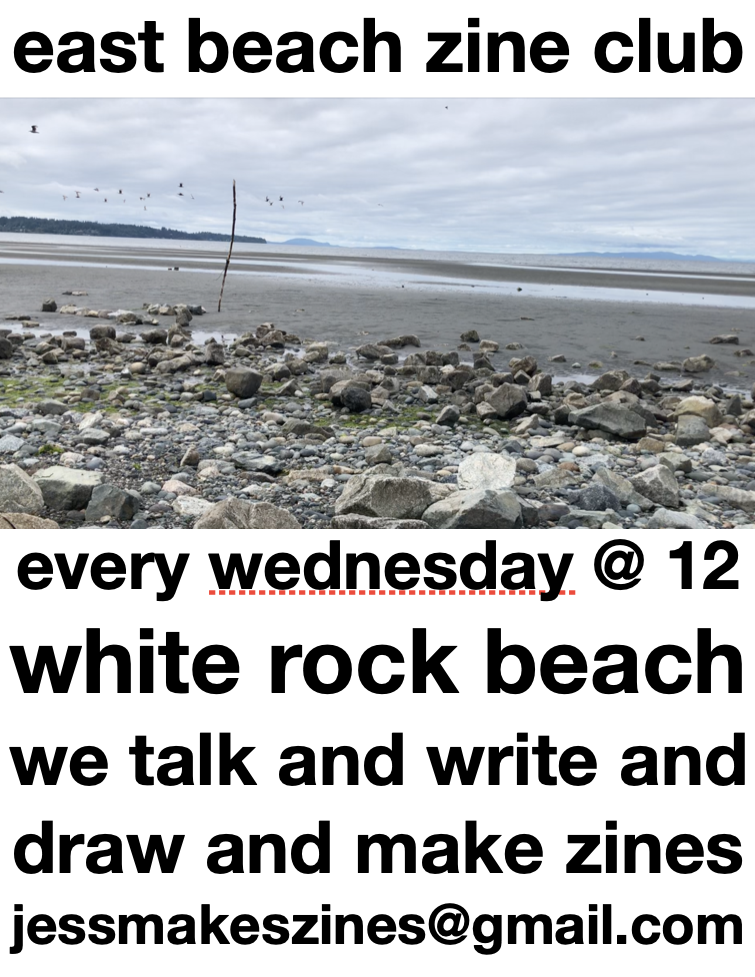 east beach zine club
every wednesday @ 12
white rock beach
we talk and write and
draw and make zines
jessmakeszines@gmail.com